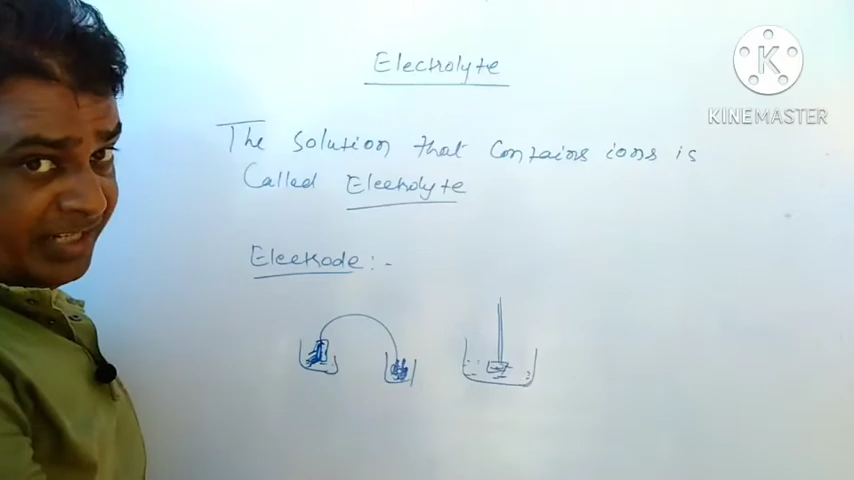 Electrolyte
K
KINEMASTER
The solution that contains ions is
Called Electrolyte
Electrode:-